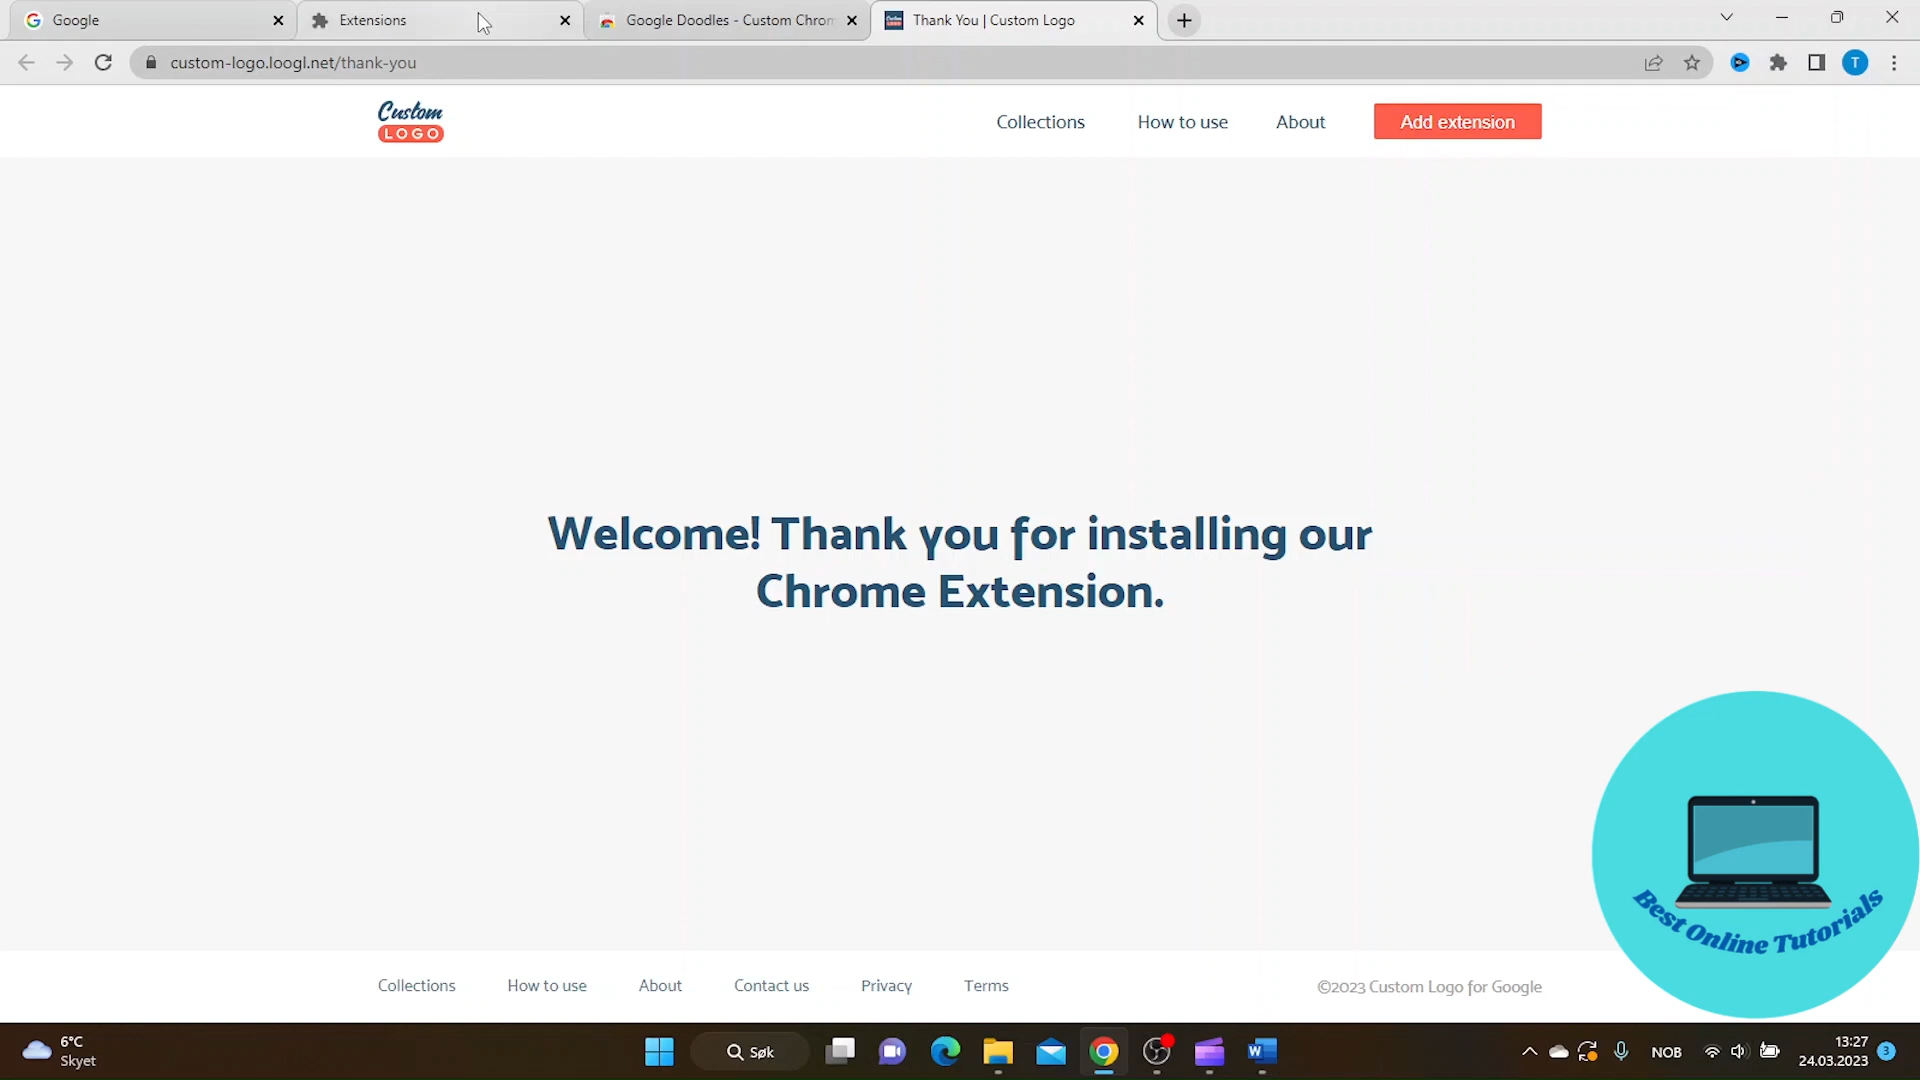 Google
Extensions
Google Doodles - Custom Chrom
Thank You | Custom Logo
custom-logo.loogl.net/thank-you
T
Custom
LOGO
Collections
How to use
About
Add extension
Welcome! Thank you for installing our
Chrome Extension.
Best Online Tutorials
Collections
How to use
About
Contact us
Privacy
Terms
©2023 Custom Logo for Google
6°C
Skyet
Søk
NOB
13:27
24.03.2023
3